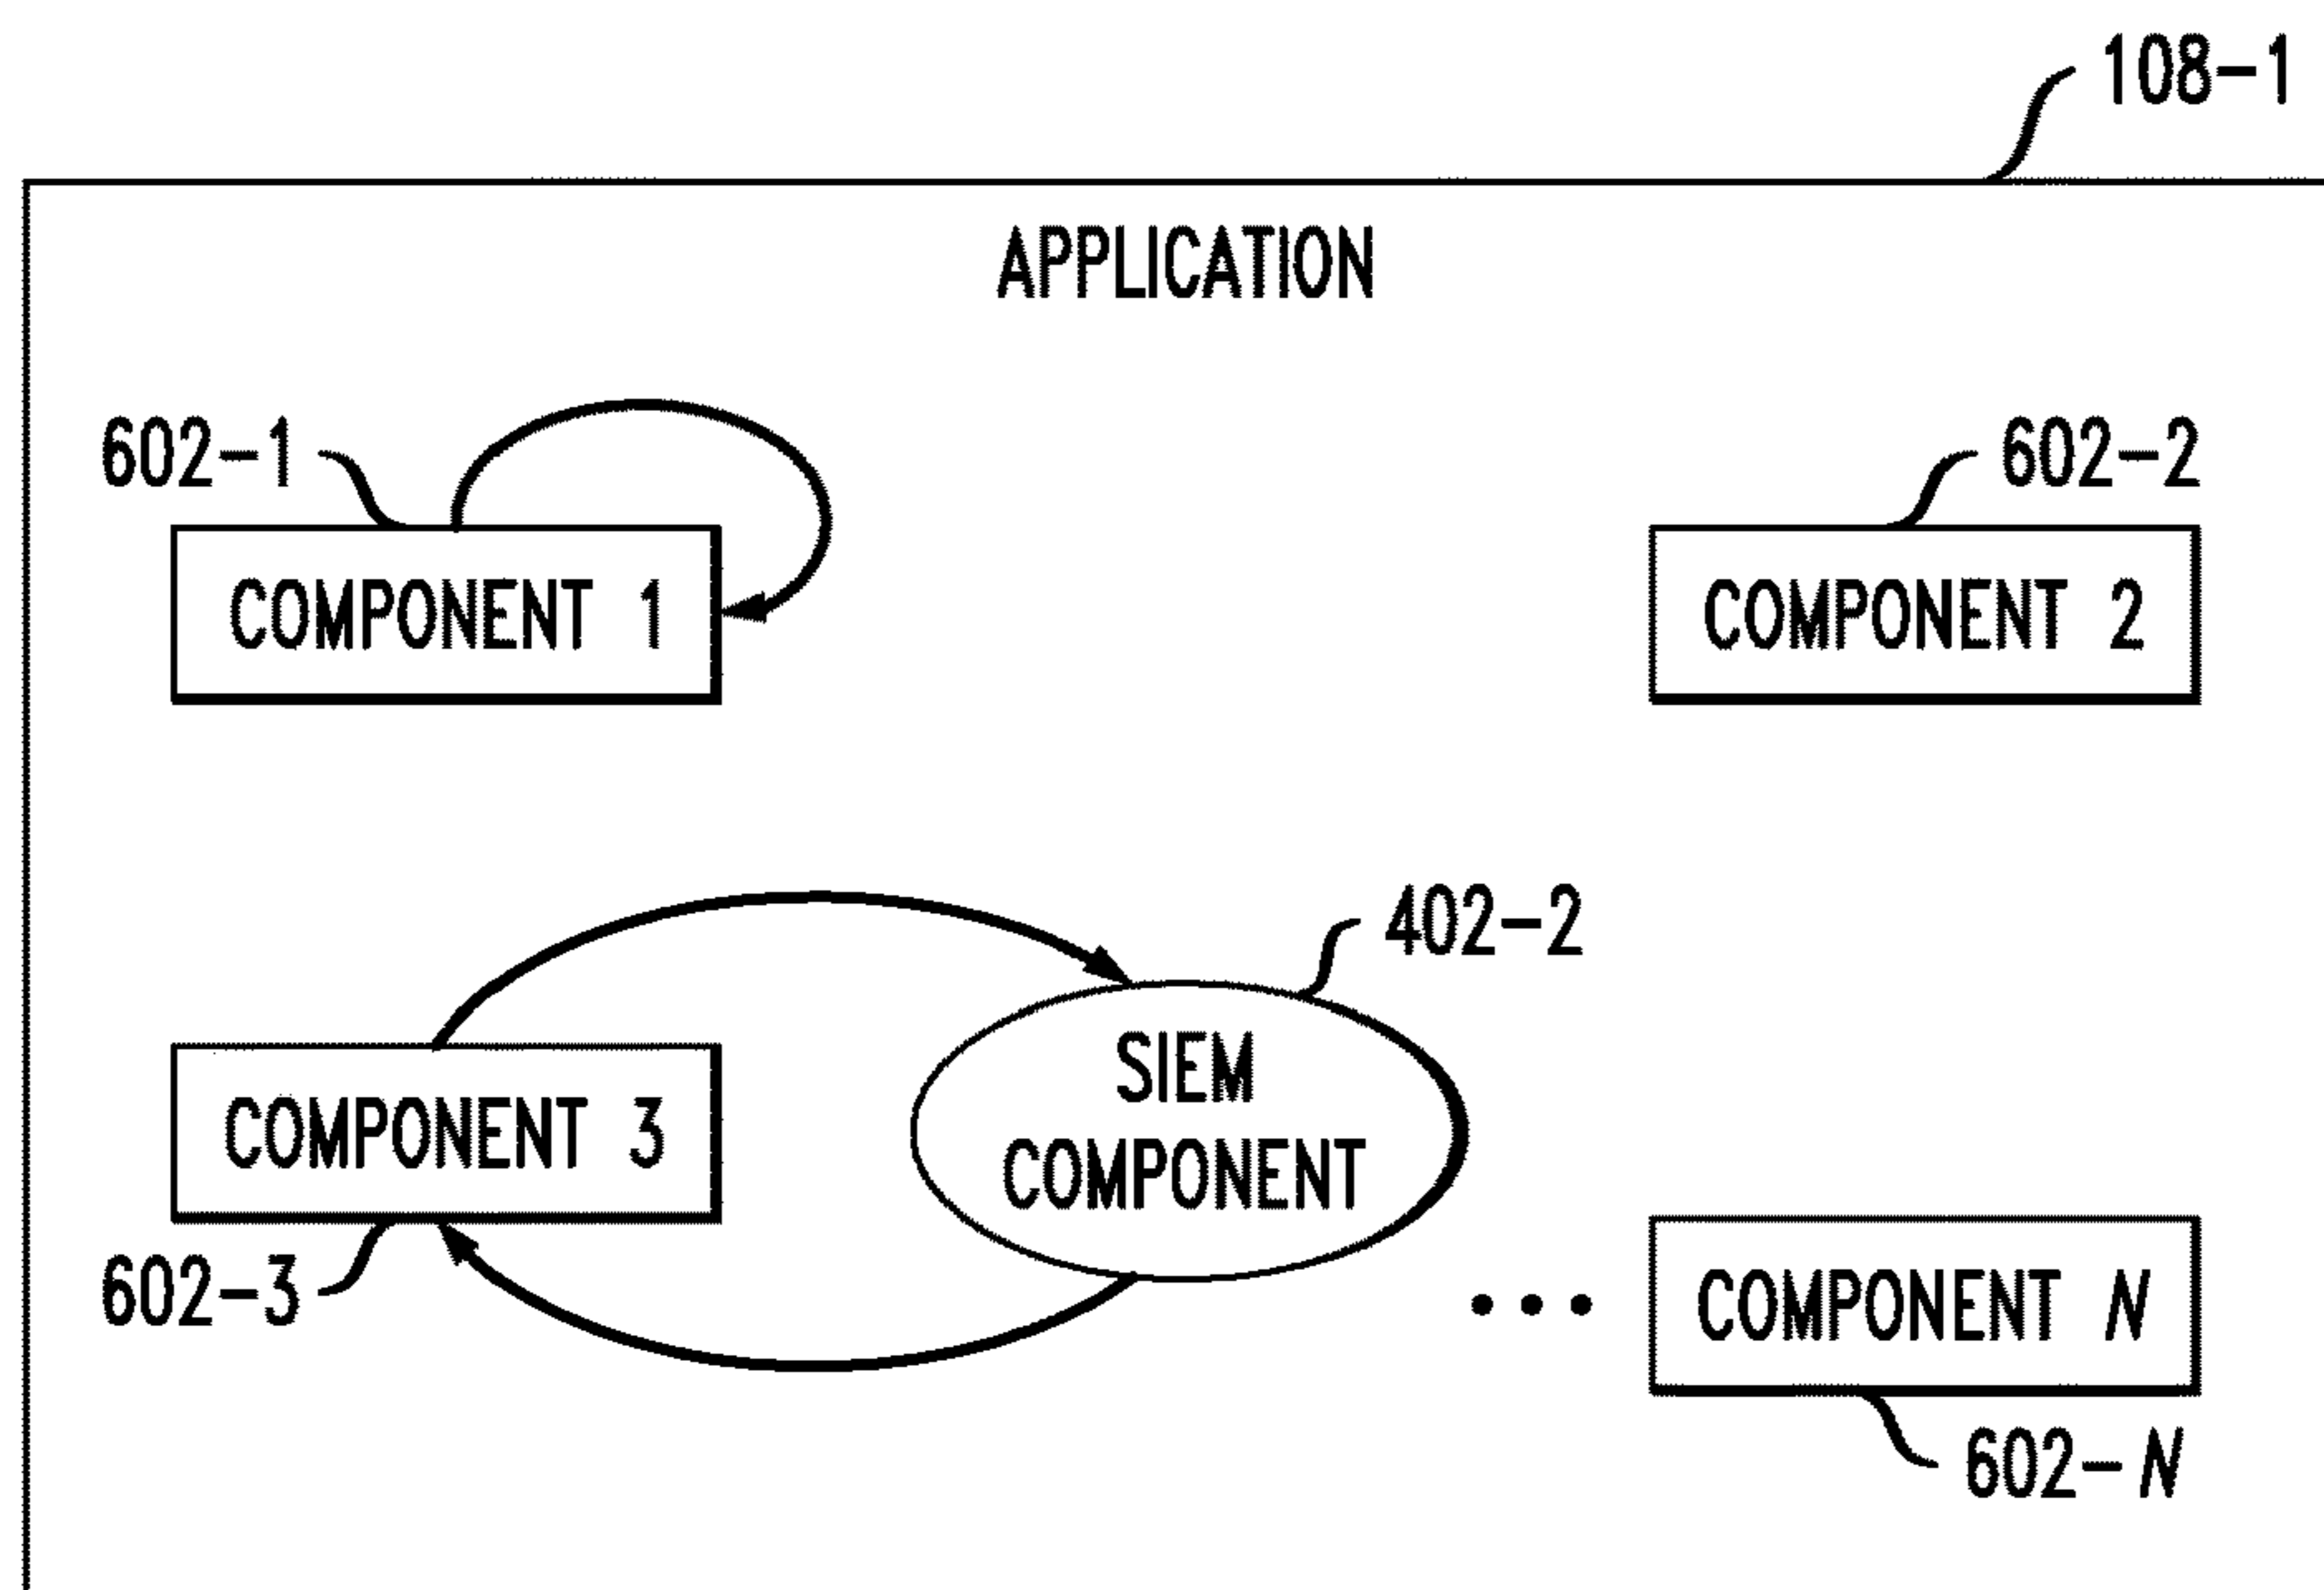 108-1
APPLICATION
602-1
602-2
COMPONENT 1
COMPONENT 2
402-2
SIEM
COMPONENT
COMPONENT 3
602-3
COMPONENT N
602-N